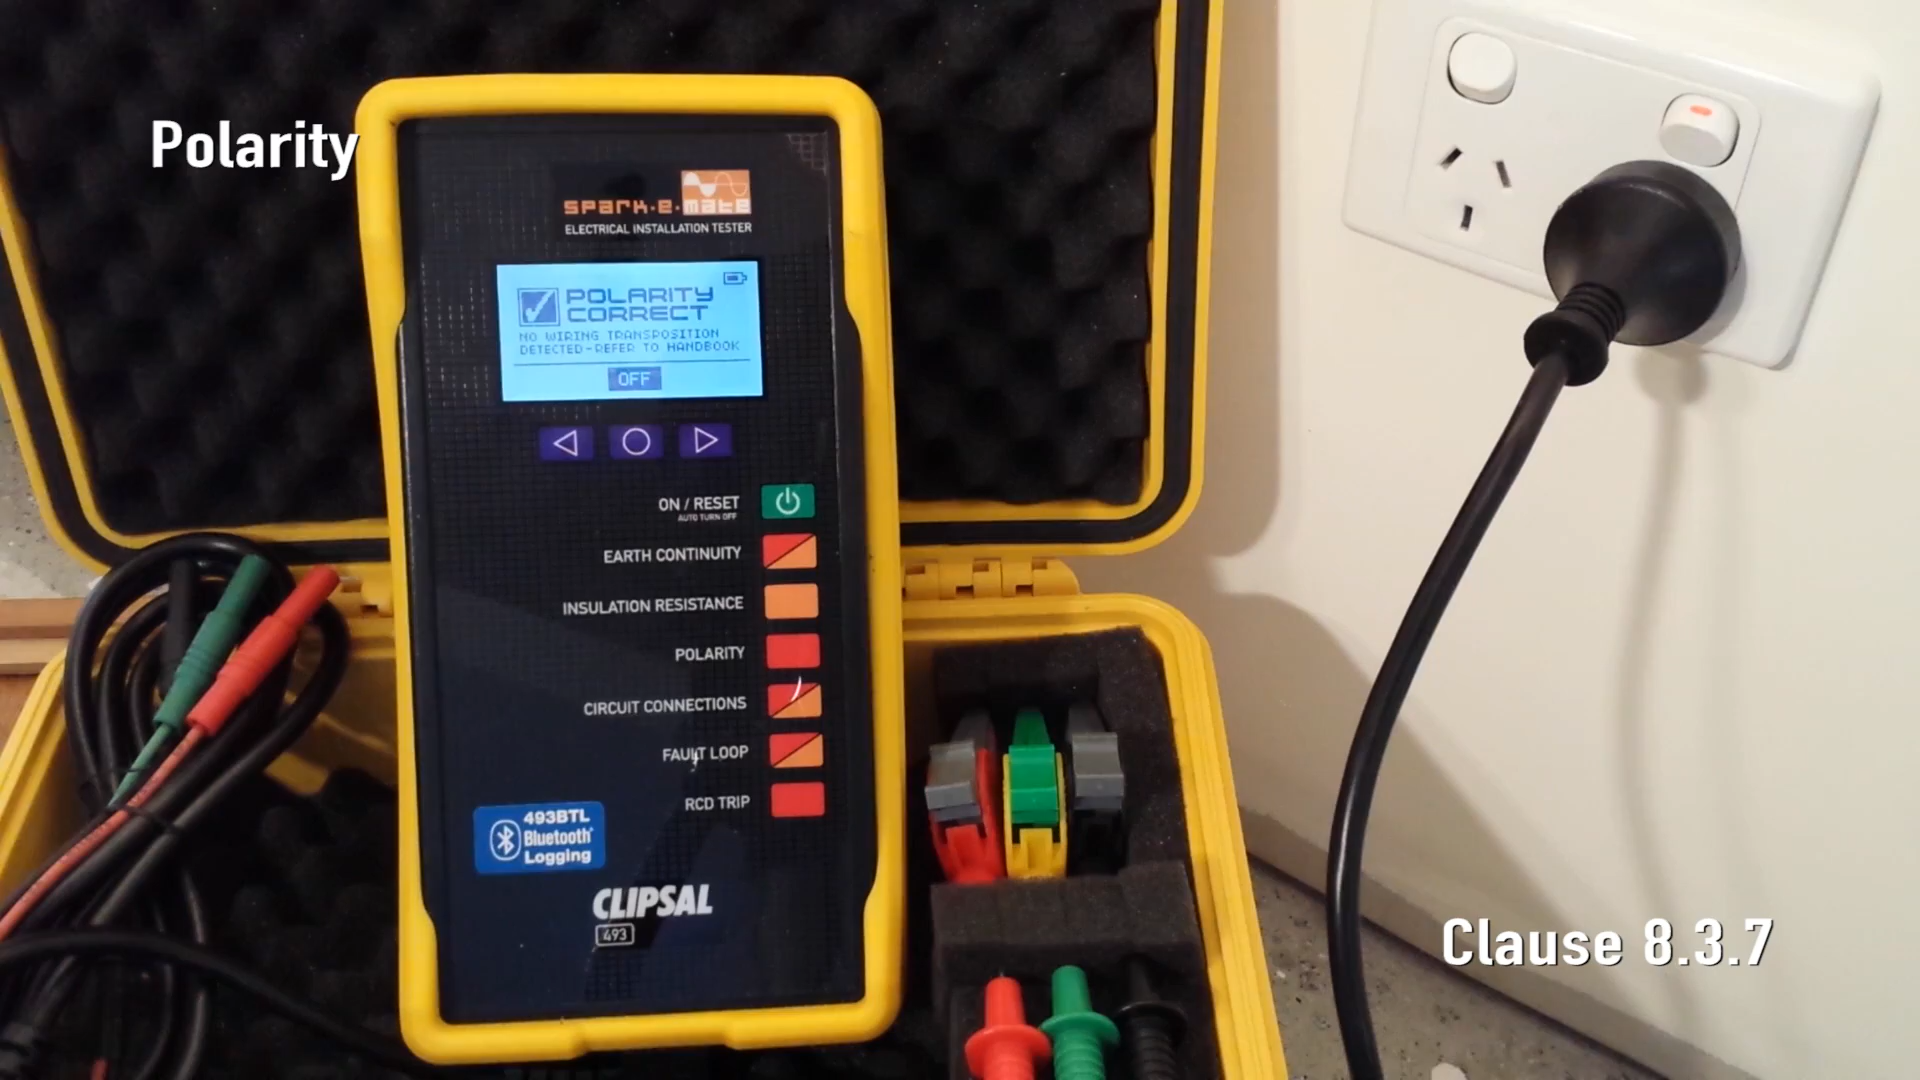 Polarity
spark.e.mate
ELECTRICAL INSTALLATION TESTER
POLARITY
CORRECT
NO WIRING TRANSPOSITION
DETECTED-REFER TO HANDBOOK
OFF
ON / RESET
AUTO TURN OFF
EARTH CONTINUITY
INSULATION RESISTANCE
POLARITY
CIRCUIT CONNECTIONS
FAULT LOOP
RCD TRIP
493BTL
Bluetooth
Logging
CLIPSAL
493
Clause 8.3.7